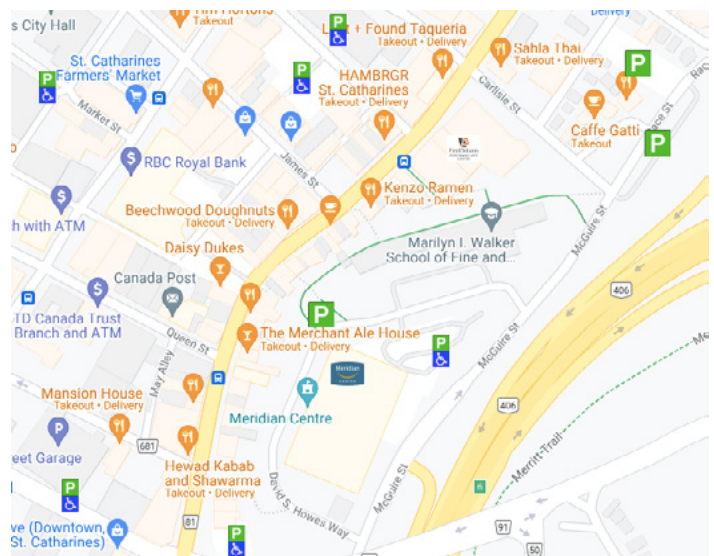 s City Hall
Tim Hortons
Takeout
P
Lost + Found Taqueria
Takeout • Delivery
Delivery
P
St. Catharines
Farmers' Market
P
HAMBRGR
St. Catharines
Takeout • Delivery
Sahla Thai
Takeout • Delivery
P
Carlisle St
Race St
Market St
Caffe Gatti
Takeout
P
RBC Royal Bank
James St
FirstOntario
Kenzo Ramen
Takeout • Delivery
h with ATM
Beechwood Doughnuts
Takeout • Delivery
Marilyn I. Walker
School of Fine and...
McGuire St
Daisy Dukes
Canada Post
406
P
TD Canada Trust
Branch and ATM
Queen St
The Merchant Ale House
Takeout • Delivery
P
McGuire St
May Alley
Meridian
Mansion House
Takeout • Delivery
Meridian Centre
406
P
eet Garage
681
Hewad Kabab
and Shawarma
Takeout • Delivery
McGuire St
Merritt Trail
P
David S. Howes Way
81
ve (Downtown,
St. Catharines)
P
91
50